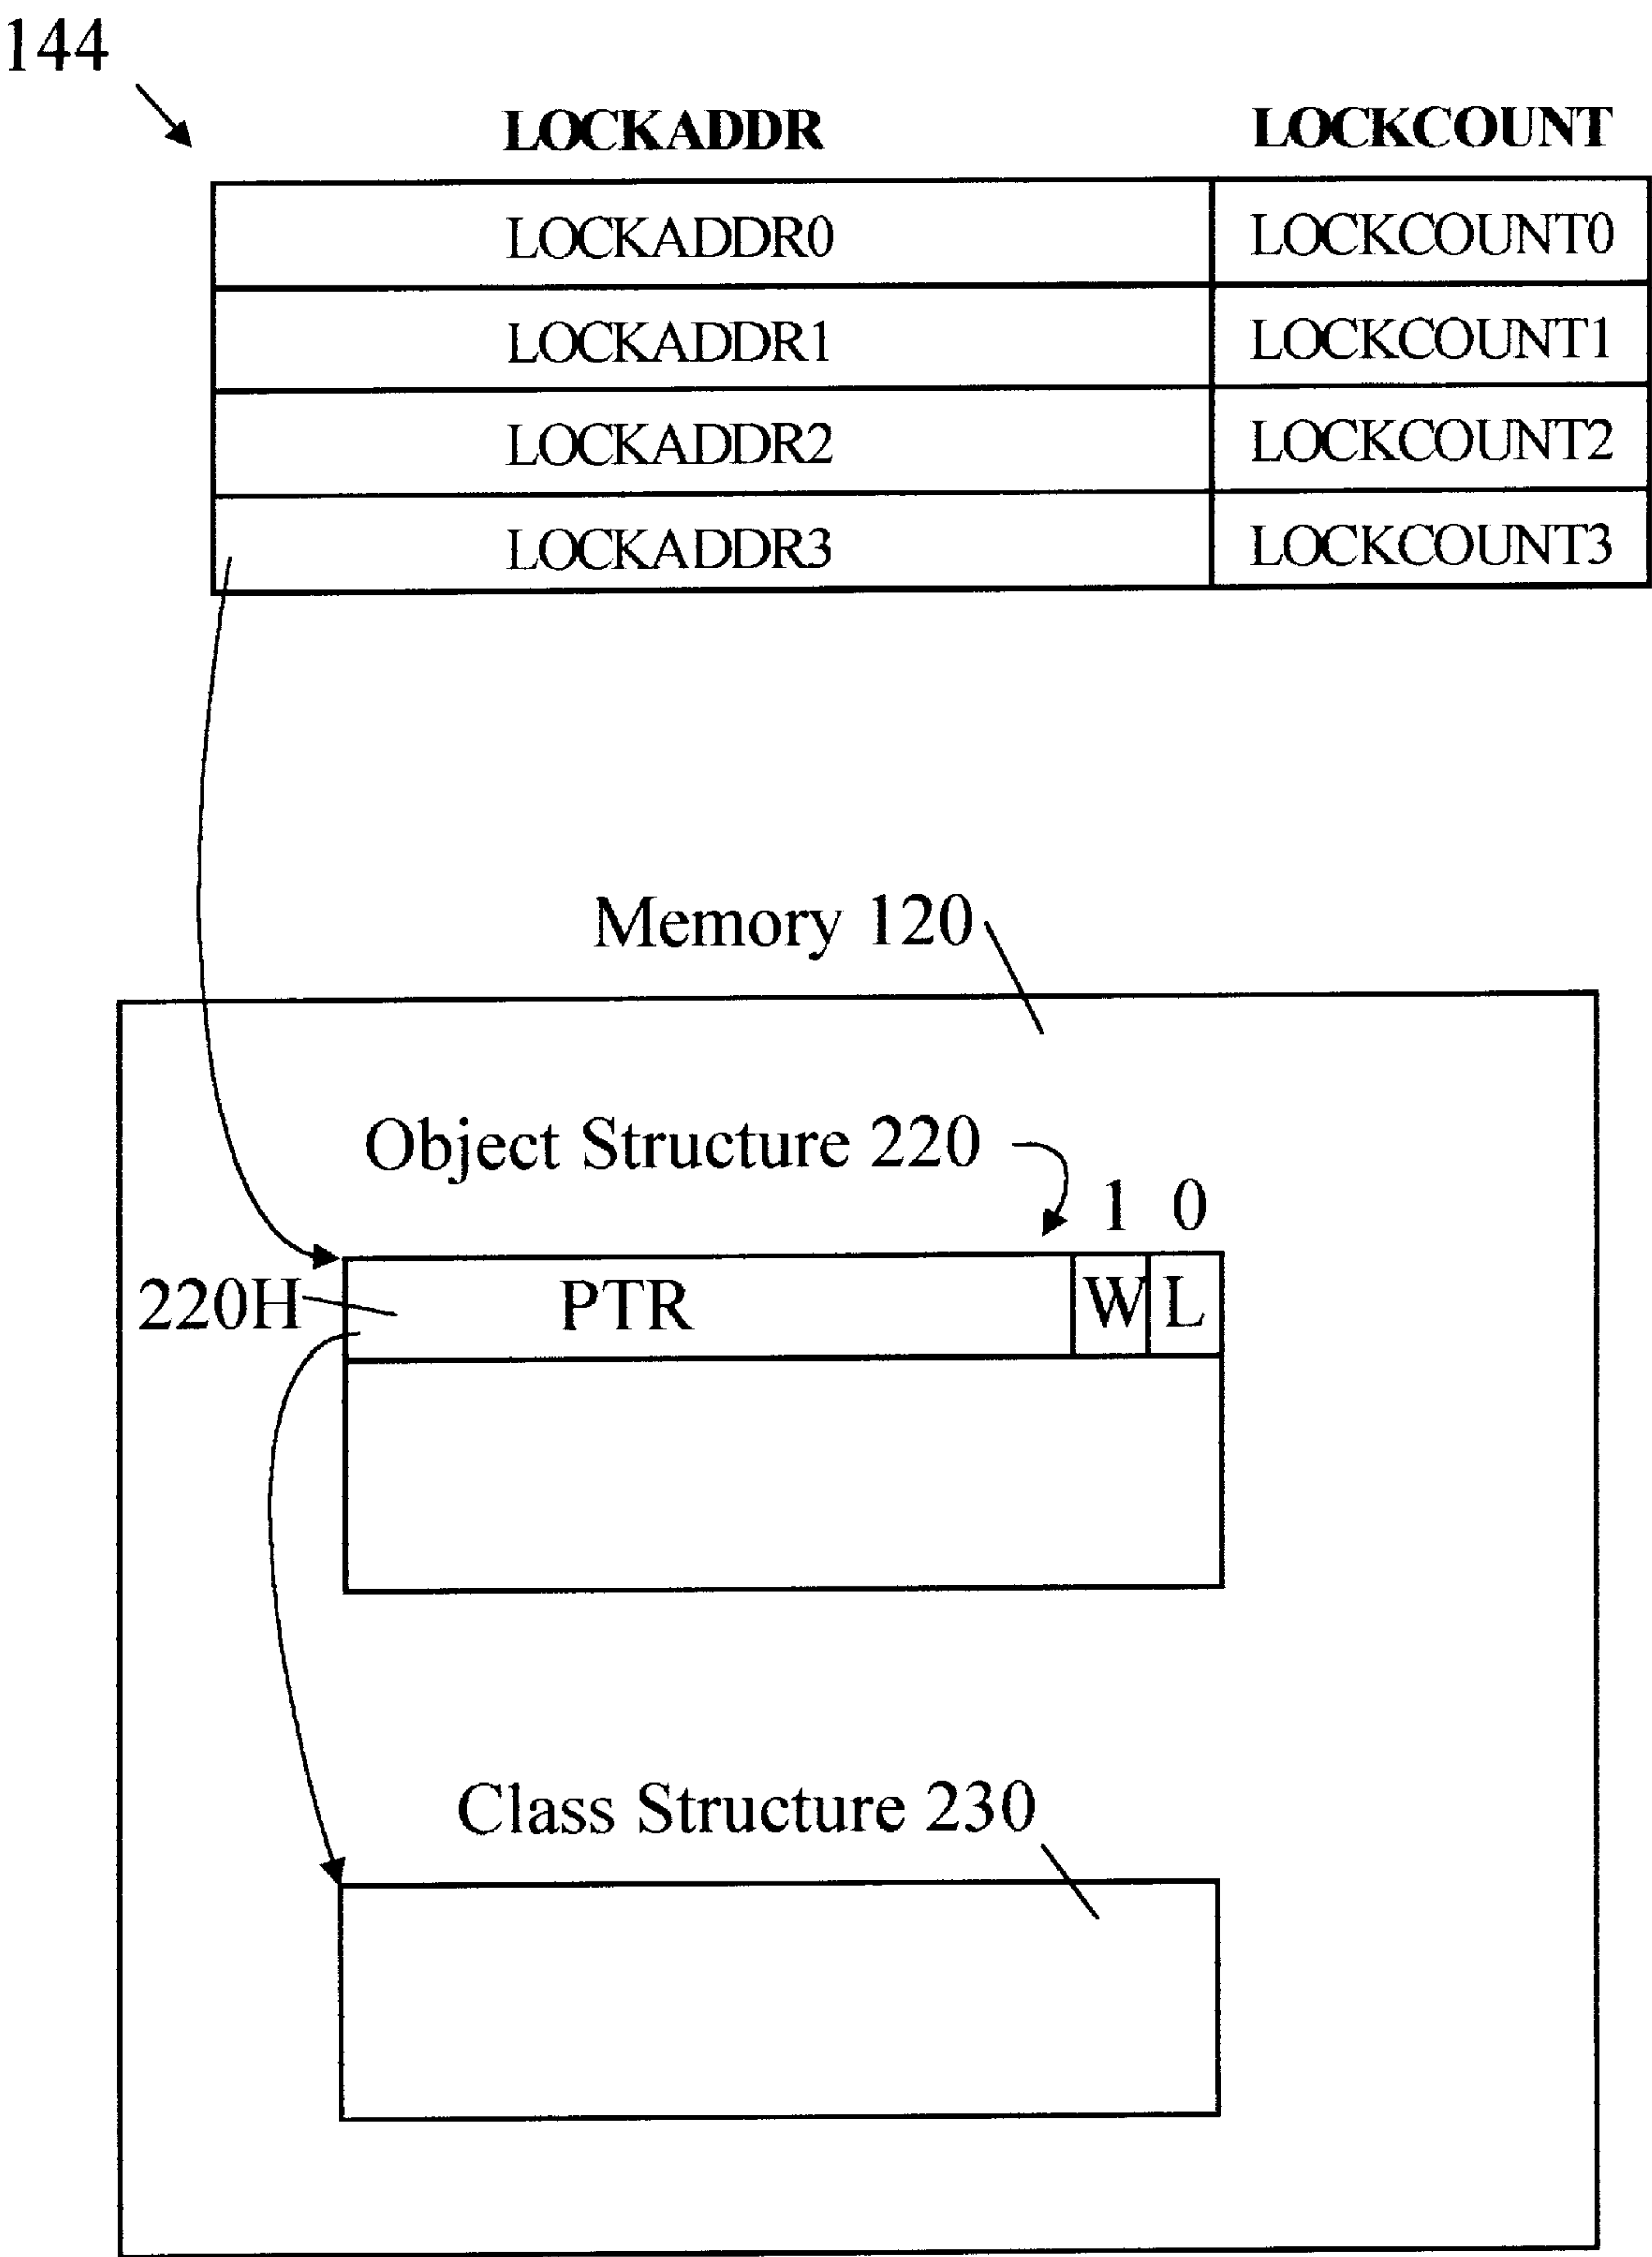 144
LOCKADDR LOCKCOUNT
LOCKADDR0 LOCKCOUNT0
LOCKADDR1 LOCKCOUNT1
LOCKADDR2 LOCKCOUNT2
LOCKADDR3 LOCKCOUNT3
Memory 120
Object Structure 220
1 0
220H PTR W L
Class Structure 230